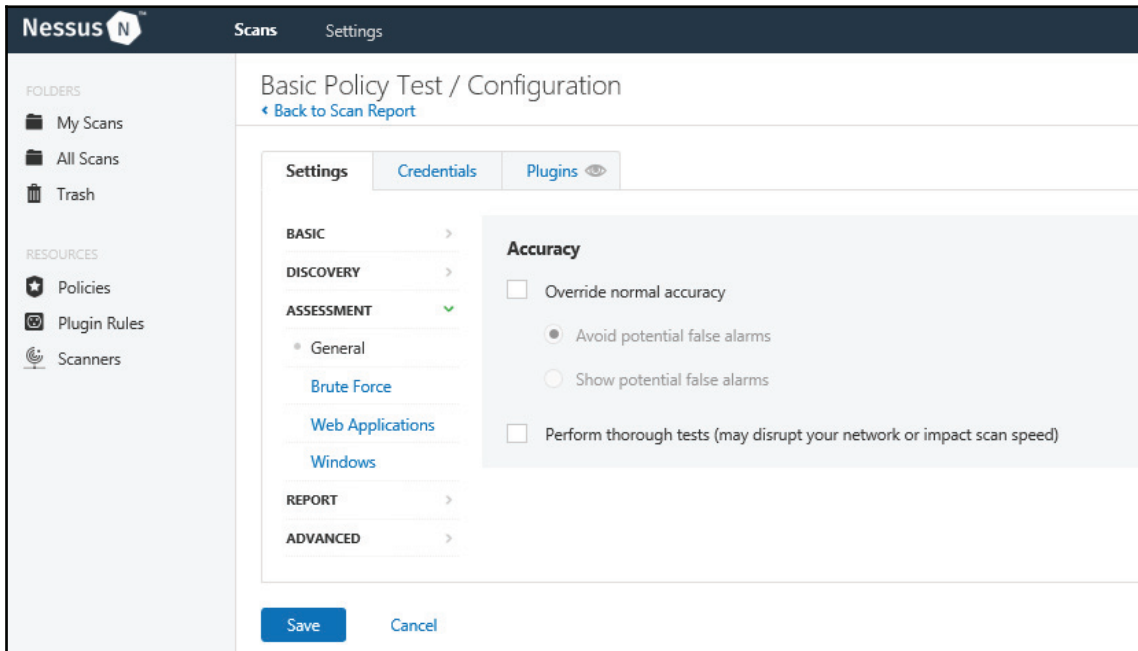 Nessus N ™
Scans Settings
FOLDERS
My Scans
All Scans
Trash
RESOURCES
Policies
Plugin Rules
Scanners
Basic Policy Test / Configuration
Back to Scan Report
Settings Credentials Plugins
BASIC
DISCOVERY
ASSESSMENT
General
Brute Force
Web Applications
Windows
REPORT
ADVANCED
Accuracy
Override normal accuracy
Avoid potential false alarms
Show potential false alarms
Perform thorough tests (may disrupt your network or impact scan speed)
Save Cancel